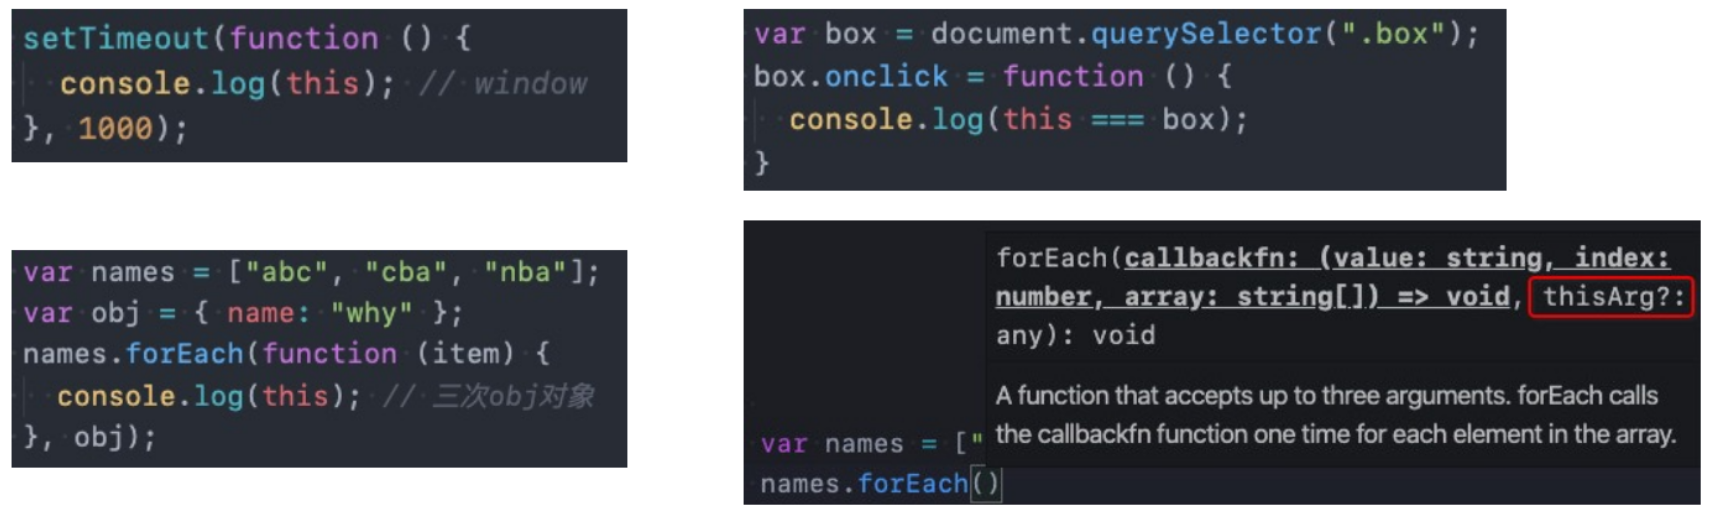 setTimeout(function () {
  console.log(this); // window
}, 1000);
var box = document.querySelector(".box");
box.onclick = function () {
  console.log(this === box);
}
var names = ["abc", "cba", "nba"];
var obj = { name: "why" };
names.forEach(function (item) {
  console.log(this); // 三次obj对象
}, obj);
forEach(callbackfn: (value: string, index:
number, array: string[]) => void, thisArg?:
any): void
A function that accepts up to three arguments. forEach calls
the callbackfn function one time for each element in the array.
var names = ["
names.forEach()